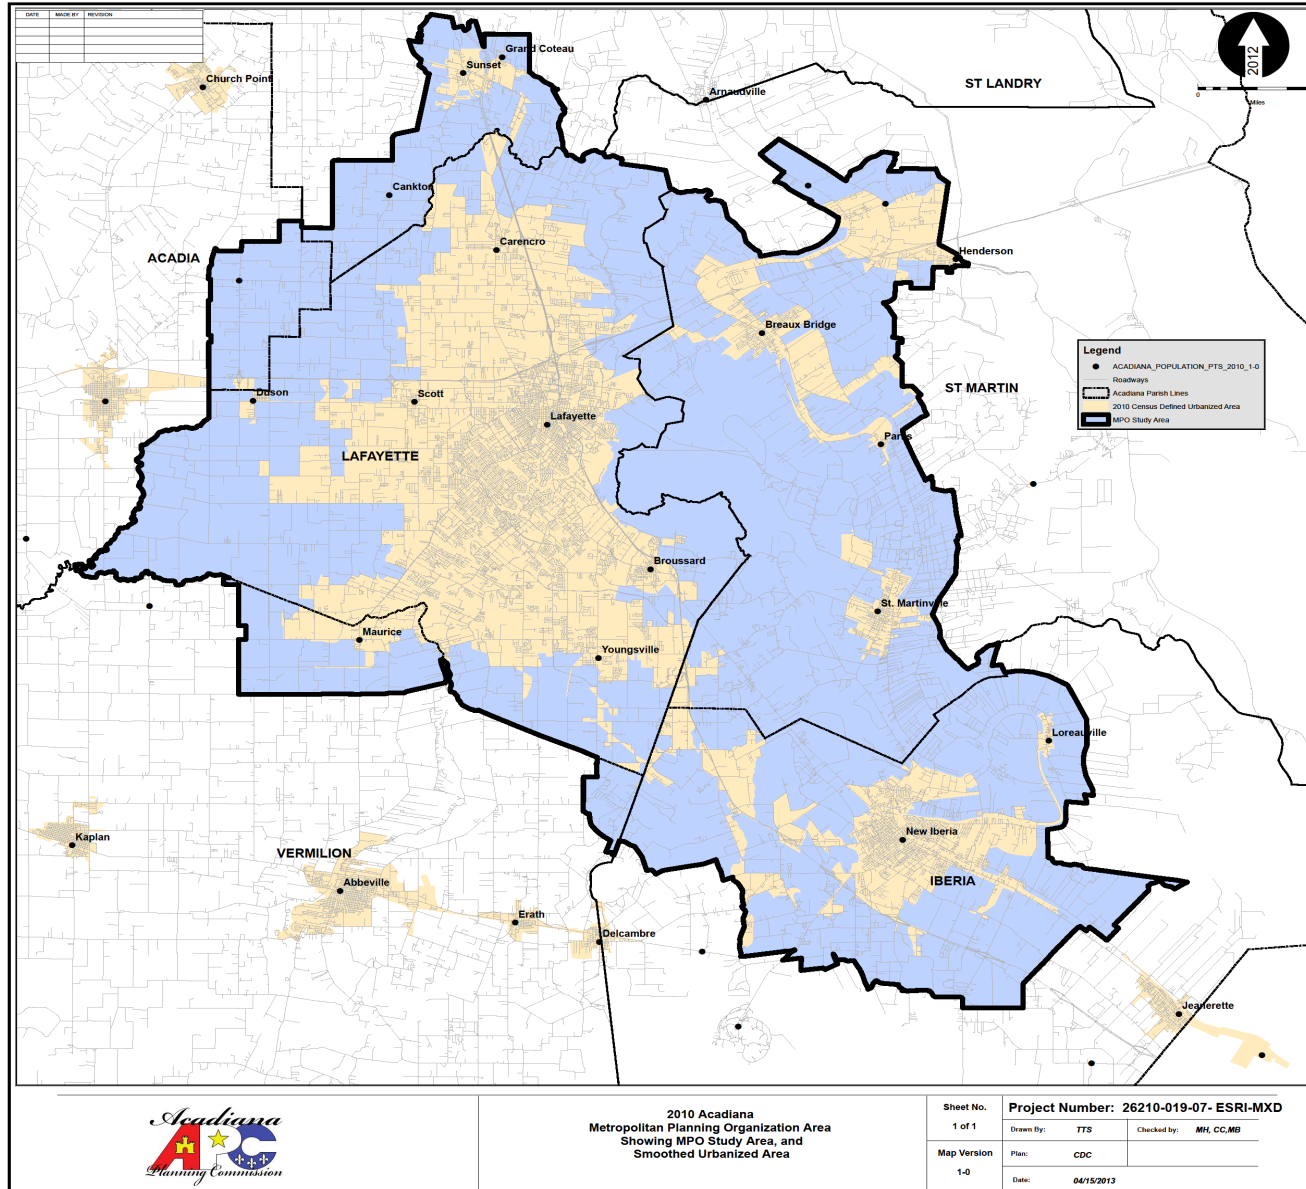 DATE MADE BY REVISION
Grand Coteau
Sunset
Church Point
Arnaudville
ST LANDRY
2012
0
Miles
Cankton
Carencro
ACADIA
Henderson
Breaux Bridge
Legend
ACADIANA_POPULATION_PTS_2010_1-0
Roadways
Acadiana Parish Lines
2010 Census Defined Urbanized Area
MPO Study Area
ST MARTIN
Duson
Scott
Lafayette
Parks
LAFAYETTE
Broussard
St. Martinville
Maurice
Youngsville
Loreauville
Kaplan
New Iberia
VERMILION
Abbeville
IBERIA
Erath
Delcambre
Jeanerette
Acadiana
APC
Planning Commission
2010 Acadiana
Metropolitan Planning Organization Area
Showing MPO Study Area, and
Smoothed Urbanized Area
Sheet No.
1 of 1
Map Version
1-0
Project Number: 26210-019-07- ESRI-MXD
Drawn By: TTS Checked by: MH, CC,MB
Plan: CDC
Date: 04/15/2013